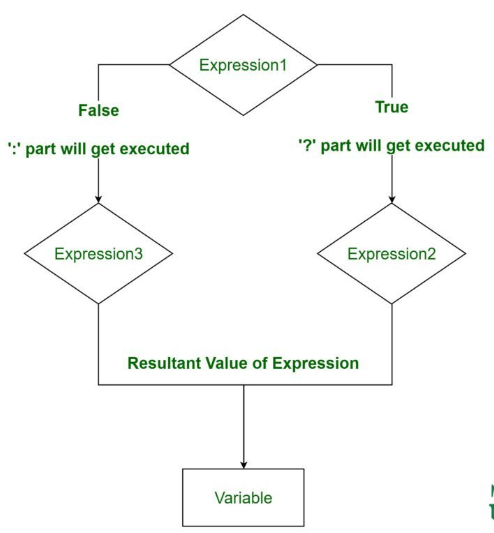 Expression1
False
True
':' part will get executed
'?' part will get executed
Expression3
Expression2
Resultant Value of Expression
Variable